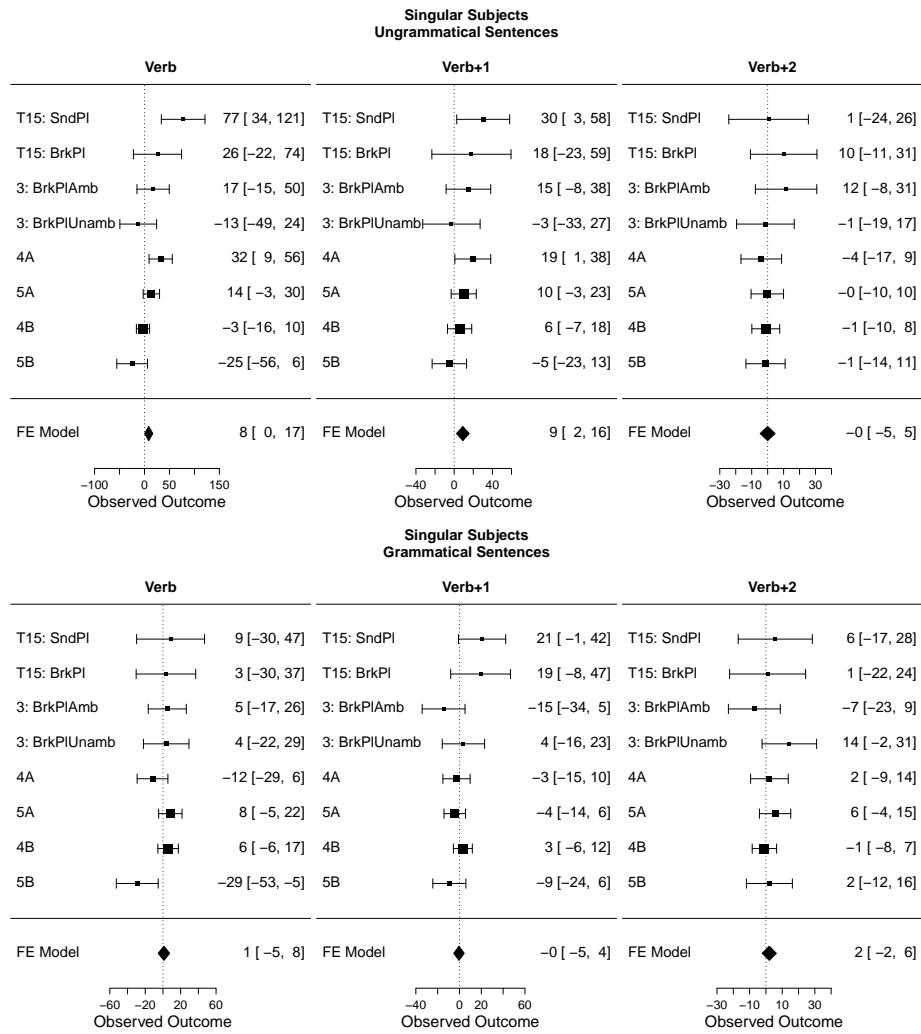 Singular Subjects
Ungrammatical Sentences
Verb Verb+1 Verb+2
T15: SndPl 77 [ 34, 121] T15: SndPl 30 [ 3, 58] T15: SndPl 1 [−24, 26]
T15: BrkPl 26 [−22, 74] T15: BrkPl 18 [−23, 59] T15: BrkPl 10 [−11, 31]
3: BrkPlAmb 17 [−15, 50] 3: BrkPlAmb 15 [−8, 38] 3: BrkPlAmb 12 [−8, 31]
3: BrkPlUnamb −13 [−49, 24] 3: BrkPlUnamb −3 [−33, 27] 3: BrkPlUnamb −1 [−19, 17]
4A 32 [ 9, 56] 4A 19 [ 1, 38] 4A −4 [−17, 9]
5A 14 [ −3, 30] 5A 10 [ −3, 23] 5A −0 [−10, 10]
4B −3 [−16, 10] 4B 6 [ −7, 18] 4B −1 [−10, 8]
5B −25 [−56, 6] 5B −5 [−23, 13] 5B −1 [−14, 11]
FE Model 8 [ 0, 17] FE Model 9 [ 2, 16] FE Model −0 [ −5, 5]
−100 0 50 150 −40 0 40 −30 −10 10 30
Observed Outcome Observed Outcome Observed Outcome
Singular Subjects
Grammatical Sentences
Verb Verb+1 Verb+2
T15: SndPl 9 [−30, 47] T15: SndPl 21 [ −1, 42] T15: SndPl 6 [−17, 28]
T15: BrkPl 3 [−30, 37] T15: BrkPl 19 [ −8, 47] T15: BrkPl 1 [−22, 24]
3: BrkPlAmb 5 [−17, 26] 3: BrkPlAmb −15 [−34, 5] 3: BrkPlAmb −7 [−23, 9]
3: BrkPlUnamb 4 [−22, 29] 3: BrkPlUnamb 4 [−16, 23] 3: BrkPlUnamb 14 [ −2, 31]
4A −12 [−29, 6] 4A −3 [−15, 10] 4A 2 [ −9, 14]
5A 8 [ −5, 22] 5A −4 [−14, 6] 5A 6 [ −4, 15]
4B 6 [ −6, 17] 4B 3 [ −6, 12] 4B −1 [ −8, 7]
5B −29 [−53, −5] 5B −9 [−24, 6] 5B 2 [−12, 16]
FE Model 1 [ −5, 8] FE Model −0 [ −5, 4] FE Model 2 [ −2, 6]
−60 −20 20 60 −40 0 20 40 −30 −10 10 30
Observed Outcome Observed Outcome Observed Outcome